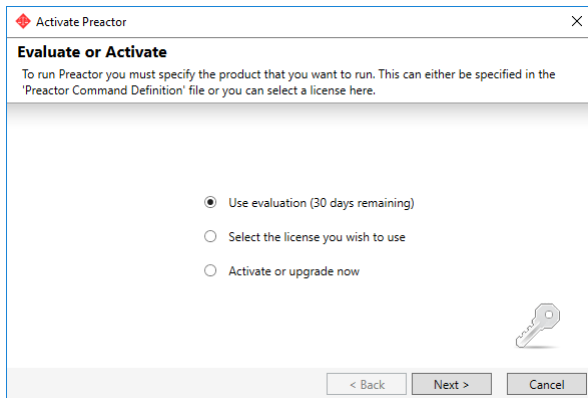 Activate Preactor
Evaluate or Activate
To run Preactor you must specify the product that you want to run. This can either be specified in the
'Preactor Command Definition' file or you can select a license here.
Use evaluation (30 days remaining)
Select the license you wish to use
Activate or upgrade now
< Back
Next >
Cancel